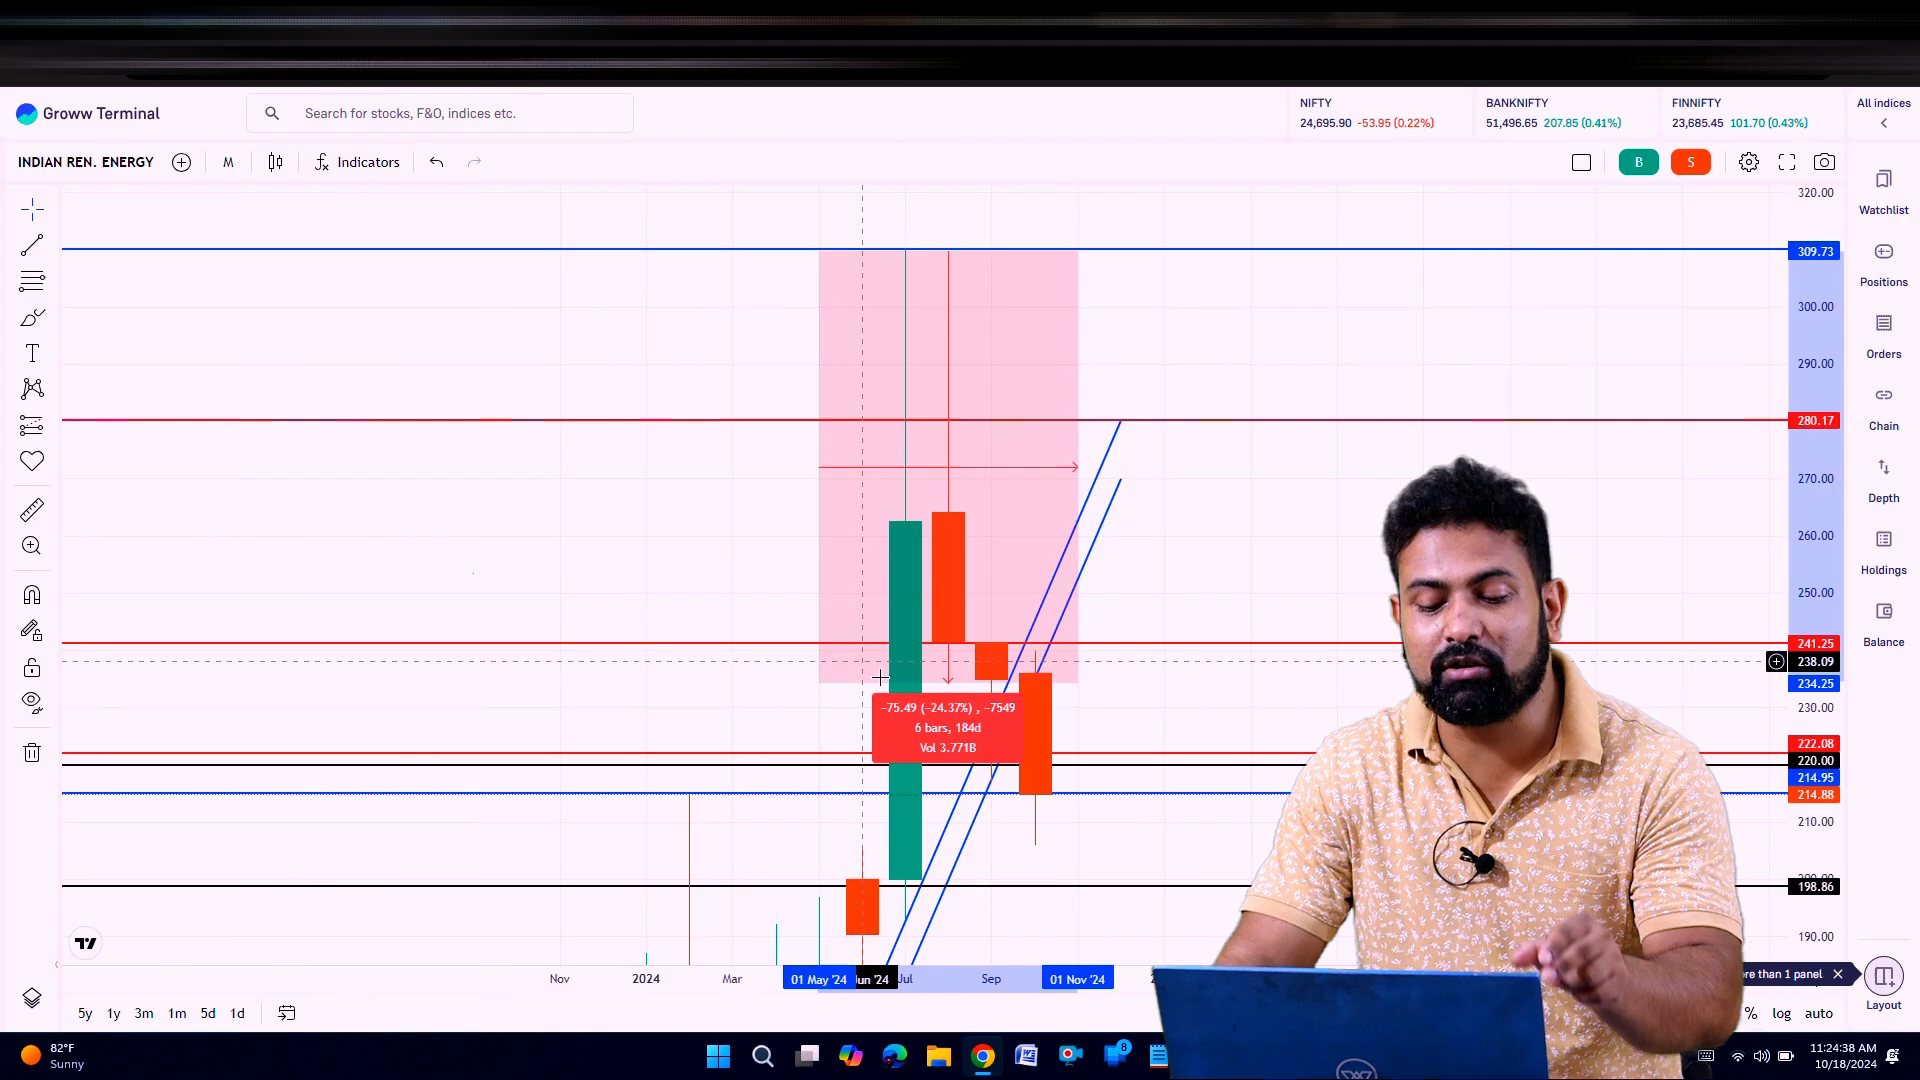 Groww Terminal
Search for stocks, F&O, indices etc.
NIFTY
24,695.90 -53.95 (0.22%)
BANKNIFTY
51,496.65 207.85 (0.41%)
FINNIFTY
23,685.45 101.70 (0.43%)
All indices
INDIAN REN. ENERGY
M
Indicators
B
S
Watchlist
Positions
Orders
Chain
Depth
Holdings
Balance
320.00
309.73
300.00
290.00
280.17
270.00
260.00
250.00
241.25
238.09
234.25
230.00
222.08
220.00
214.95
214.88
210.00
198.86
190.00
-75.49 (-24.37%) , -7549
6 bars, 184d
Vol 3.771B
Nov
2024
Mar
01 May '24
Jun '24
Jul
Sep
01 Nov '24
than 1 panel
Layout
5y 1y 3m 1m 5d 1d
% log auto
82°F
Sunny
8
11:24:38 AM
10/18/2024